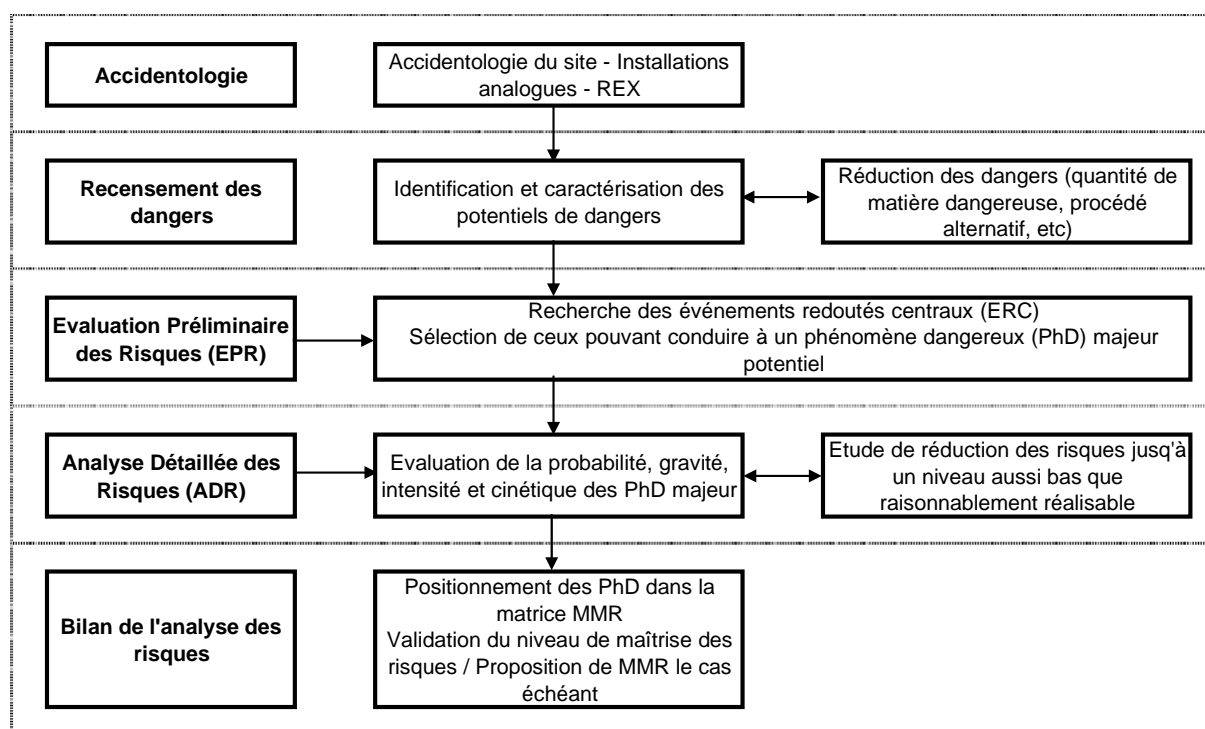 Accidentologie
Accidentologie du site - Installations
analogues - REX
Recensement des
dangers
Identification et caractérisation des
potentiels de dangers
Réduction des dangers (quantité de
matière dangereuse, procédé
alternatif, etc)
Evaluation Préliminaire
des Risques (EPR)
Recherche des événements redoutés centraux (ERC)
Sélection de ceux pouvant conduire à un phénomène dangereux (PhD) majeur
potentiel
Analyse Détaillée des
Risques (ADR)
Evaluation de la probabilité, gravité,
intensité et cinétique des PhD majeur
Etude de réduction des risques jusqu'à
un niveau aussi bas que
raisonnablement réalisable
Bilan de l'analyse des
risques
Positionnement des PhD dans la
matrice MMR
Validation du niveau de maîtrise des
risques / Proposition de MMR le cas
échéant